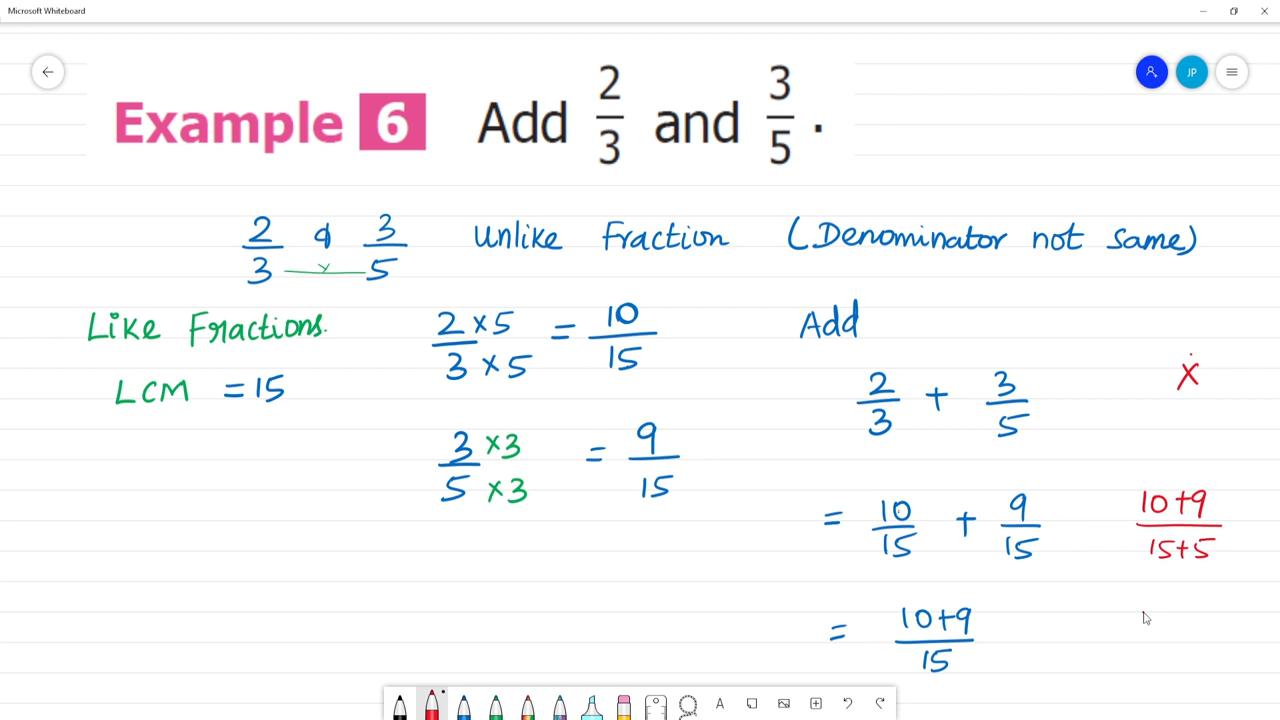 Microsoft Whiteboard
JP
Example 6 Add 2/3 and 3/5 .
2/3 & 3/5 Unlike Fraction (Denominator not same)
×
Like Fractions.
LCM = 15
2×5/3×5 = 10/15
3×3/5×3 = 9/15
Add
2/3 + 3/5
= 10/15 + 9/15
= 10+9/15
×
10+9/15+5
A